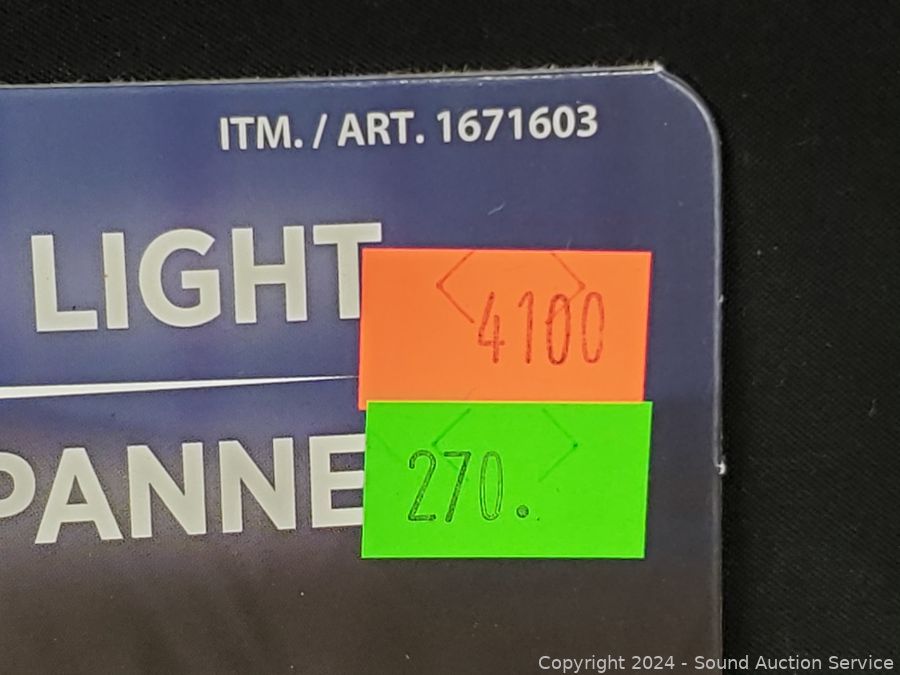 ITM. / ART. 1671603
LIGHT
4100
PANNE
270.
Copyright 2024 - Sound Auction Service